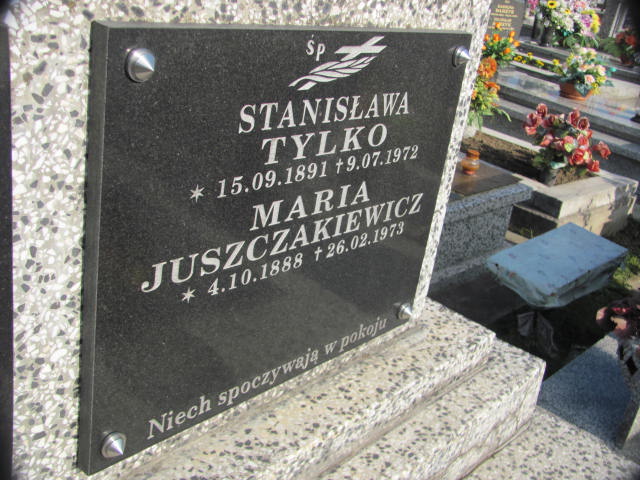 śp
STANISŁAWA
TYLKO
* 15.09.1891 † 9.07.1972
MARIA
JUSZCZAKIEWICZ
* 4.10.1888 † 26.02.1973
Niech spoczywają w pokoju